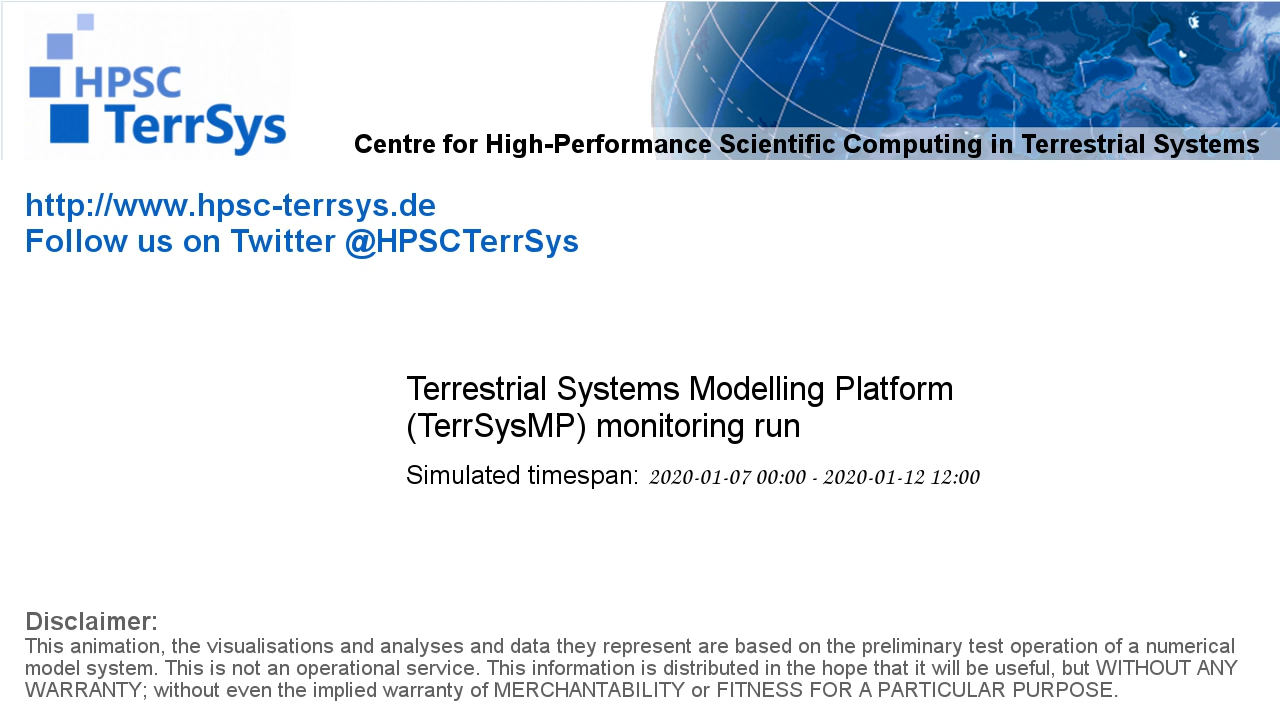 HPSC
TerrSys
Centre for High-Performance Scientific Computing in Terrestrial Systems
http://www.hpsc-terrsys.de
Follow us on Twitter @HPSCTerrSys
Terrestrial Systems Modelling Platform
(TerrSysMP) monitoring run
Simulated timespan: 2020-01-07 00:00 - 2020-01-12 12:00
Disclaimer:
This animation, the visualisations and analyses and data they represent are based on the preliminary test operation of a numerical
model system. This is not an operational service. This information is distributed in the hope that it will be useful, but WITHOUT ANY
WARRANTY; without even the implied warranty of MERCHANTABILITY or FITNESS FOR A PARTICULAR PURPOSE.